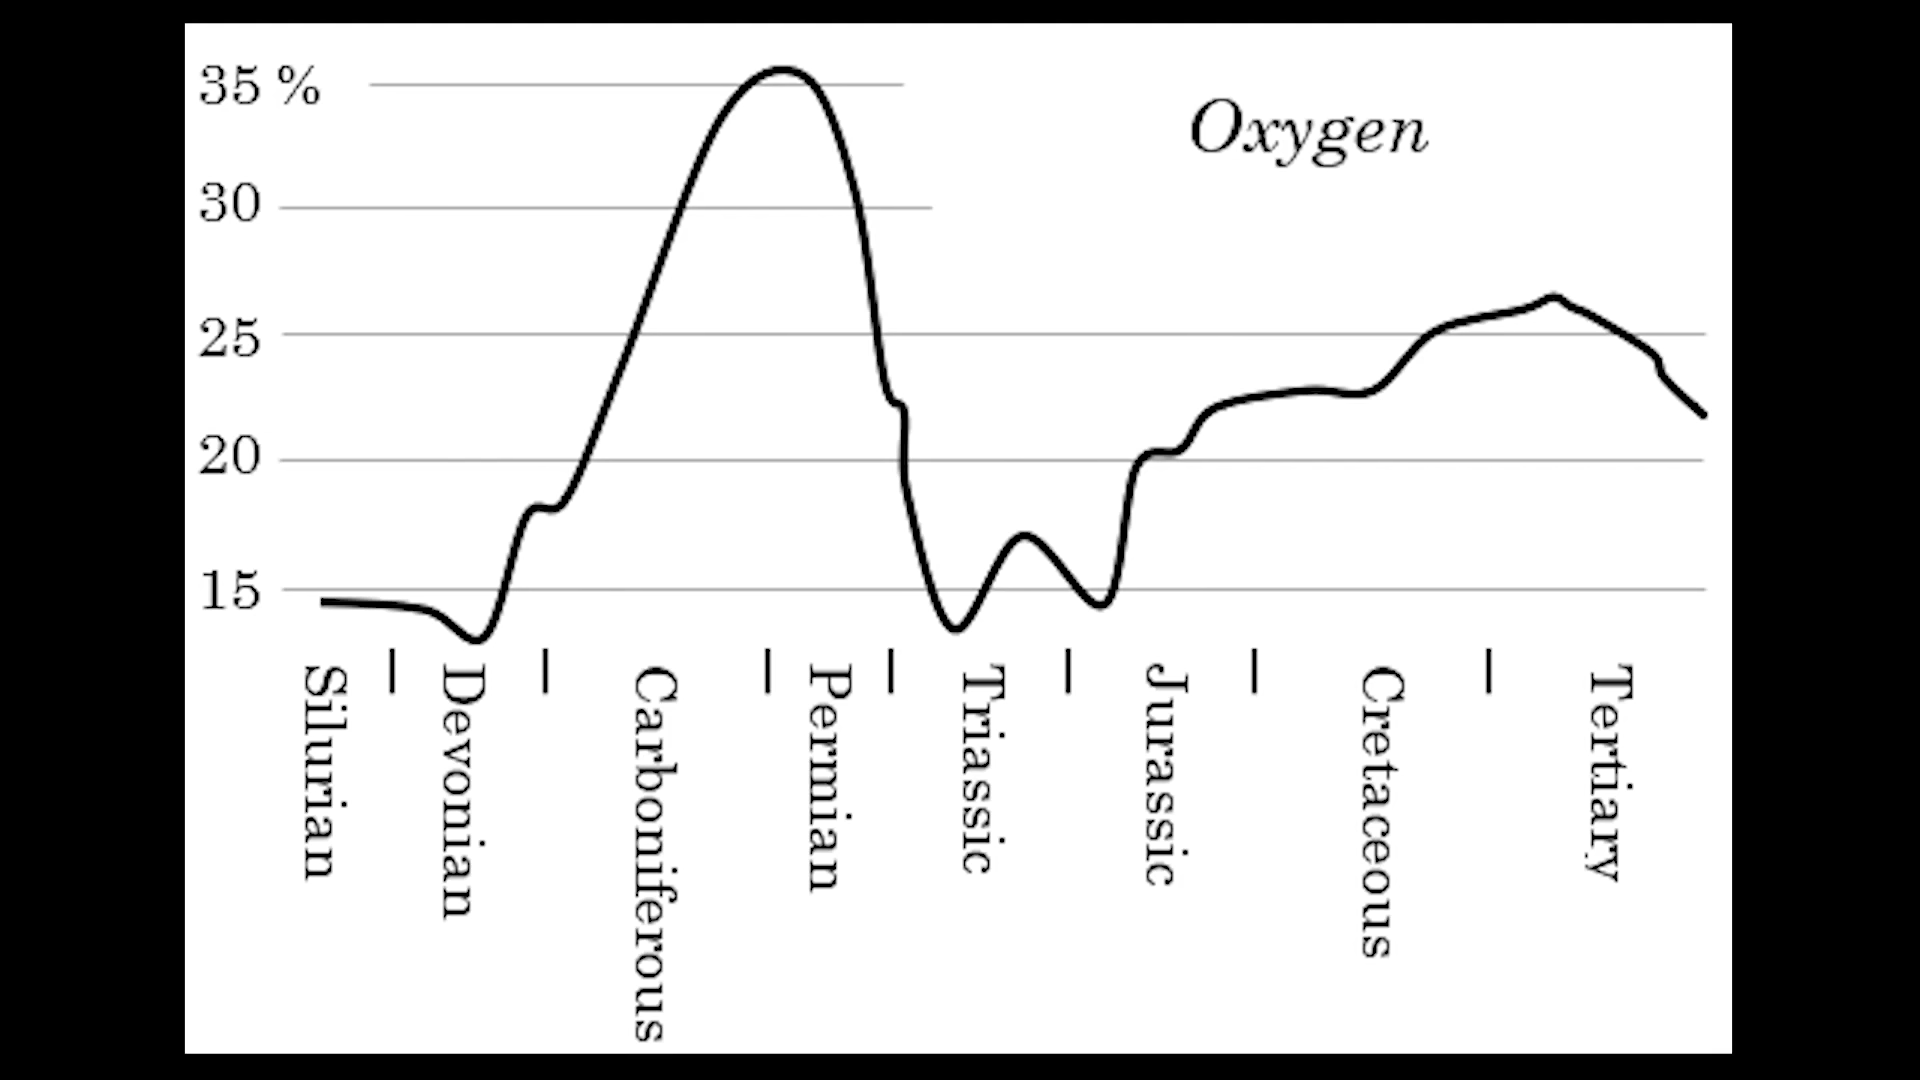 35 %
Oxygen
30
25
20
15
Silurian
Devonian
Carboniferous
Permian
Triassic
Jurassic
Cretaceous
Tertiary